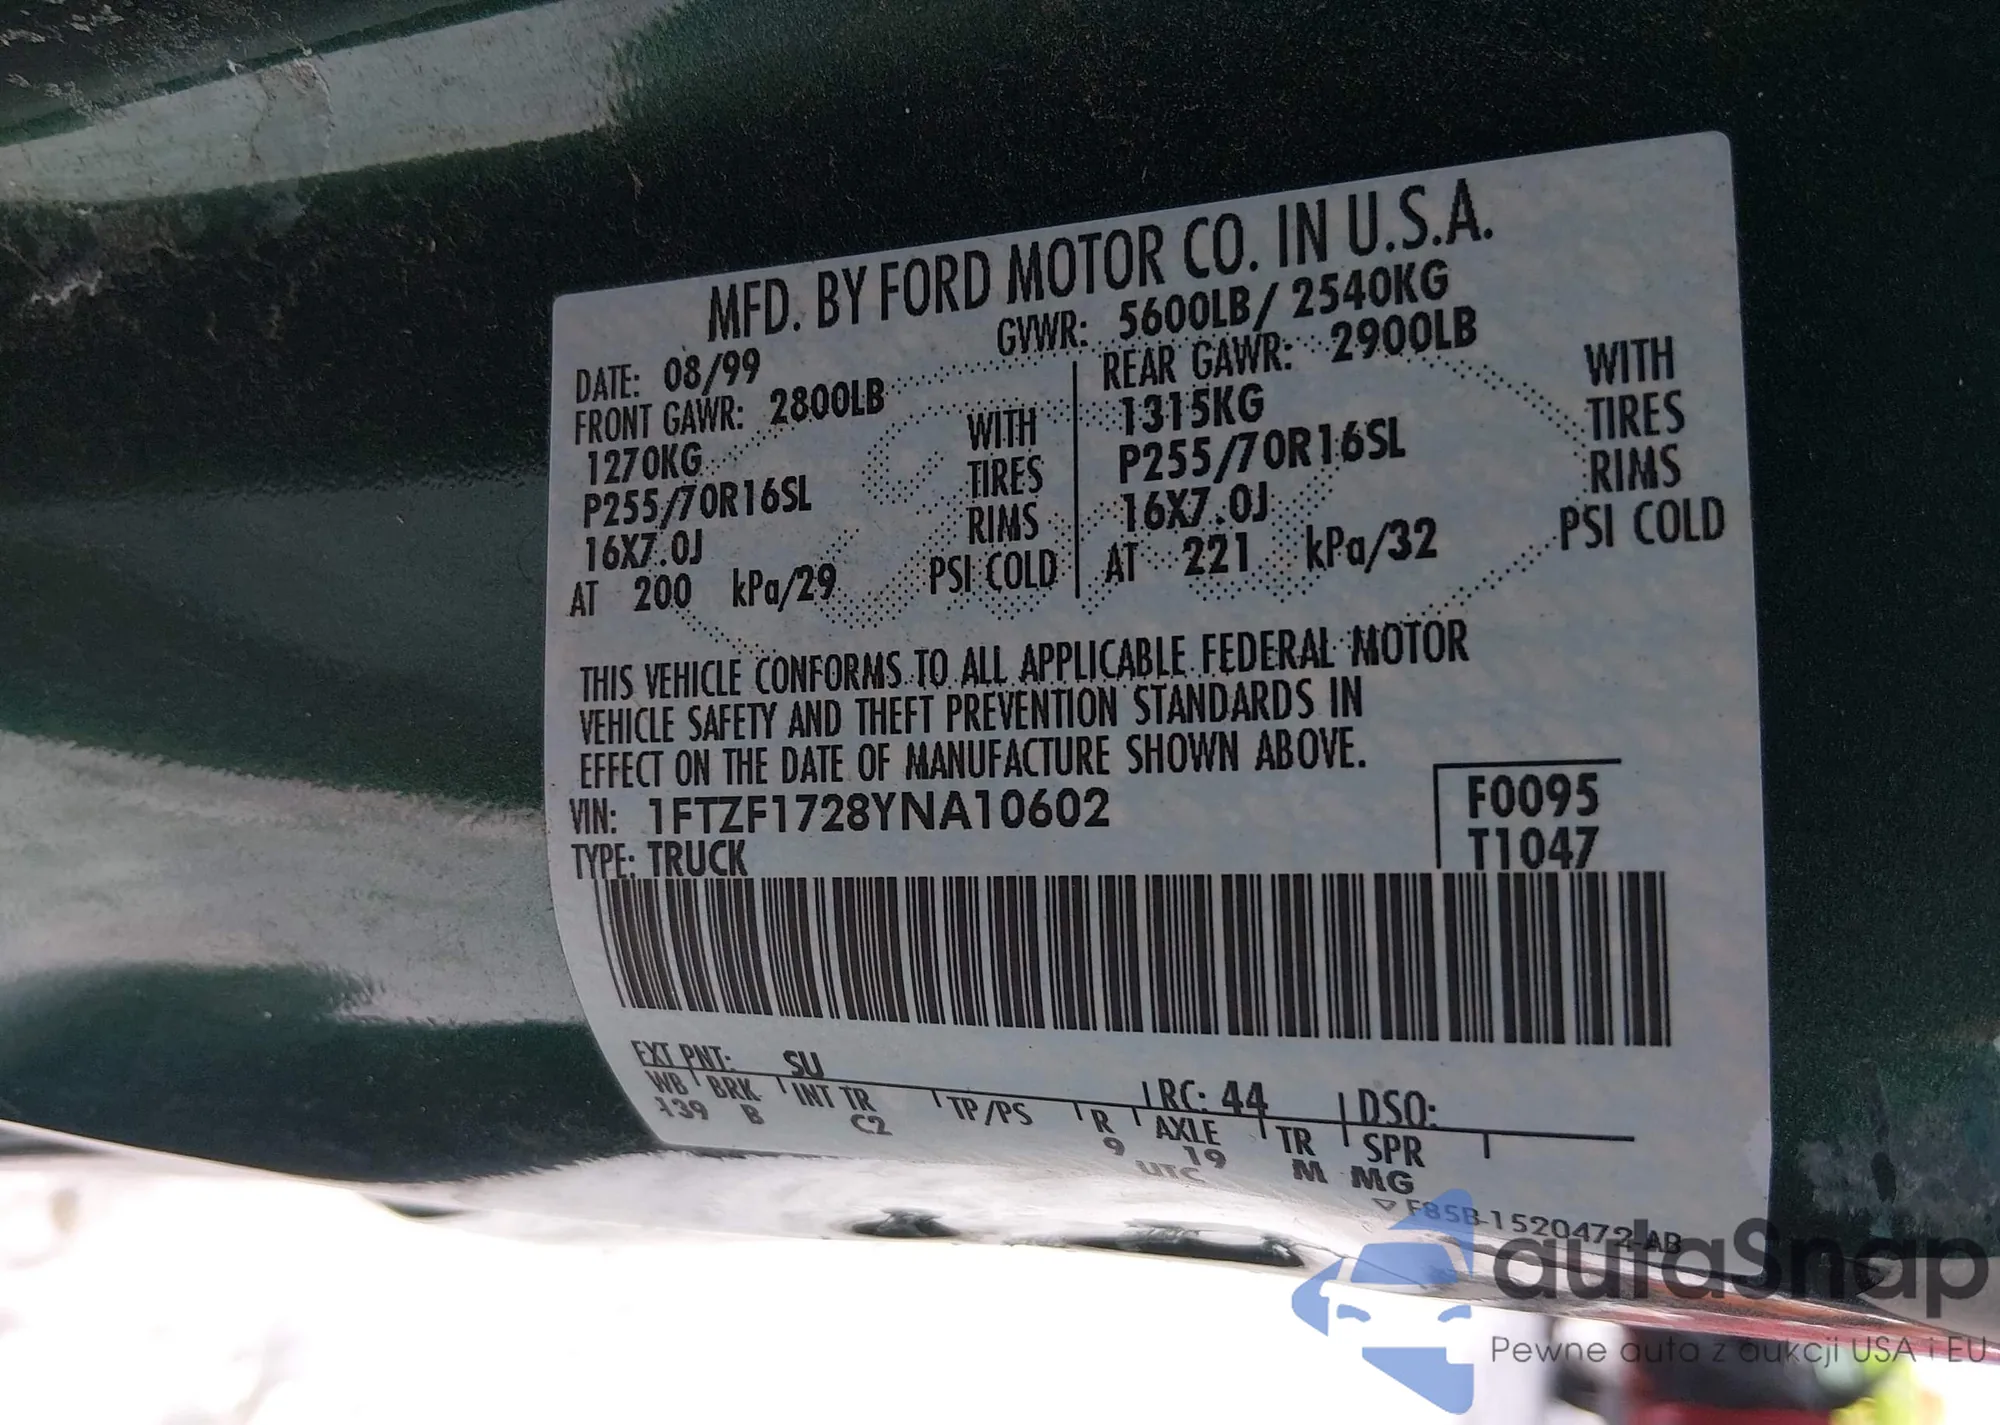 MFD. BY FORD MOTOR CO. IN U.S.A.
DATE: 08/99 GVWR: 5600LB/ 2540KG
FRONT GAWR: 2800LB REAR GAWR: 2900LB
1270KG WITH 1315KG WITH
P255/70R16SL TIRES P255/70R16SL TIRES
16X7.0J RIMS 16X7.0J RIMS
AT 200 kPa/29 PSI COLD AT 221 kPa/32 PSI COLD
THIS VEHICLE CONFORMS TO ALL APPLICABLE FEDERAL MOTOR
VEHICLE SAFETY AND THEFT PREVENTION STANDARDS IN
EFFECT ON THE DATE OF MANUFACTURE SHOWN ABOVE.
VIN: 1FTZF1728YNA10602 F0095
TYPE: TRUCK T1047
EXT PNT: SU RC: 44 DSO:
WB BRK INT TR TP/PS R AXLE TR SPR
139 B C2 9 19 M MG
UTC
F85B-1520472-AB
autaSnap
Pewne auta z aukcji USA i EU